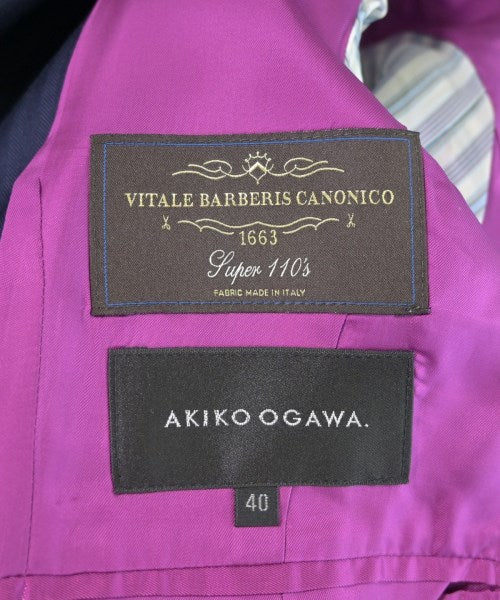 VITALE BARBERIS CANONICO
1663
Super 110's
FABRIC MADE IN ITALY
AKIKO OGAWA.
40